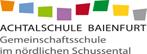 ACHTALSCHULE BAIENFURT
Gemeinschaftsschule
im nördlichen Schussental